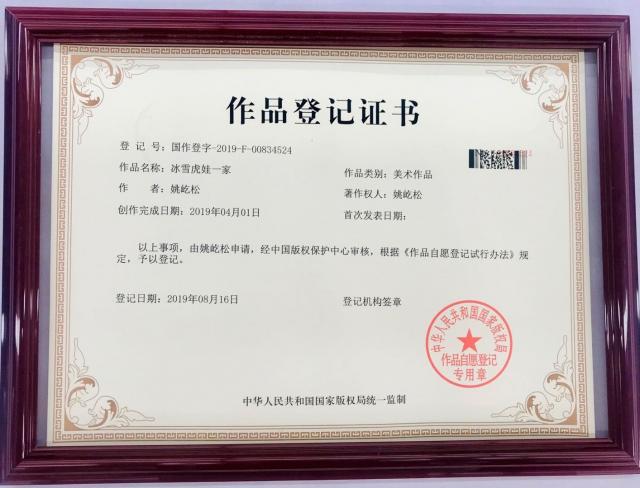 作品登记证书
登 记 号：国作登字-2019-F-00834524
作品名称：冰雪虎娃一家
作品类别：美术作品
作 者：姚屹松
著作权人：姚屹松
创作完成日期：2019年04月01日
首次发表日期：
以上事项，由姚屹松申请，经中国版权保护中心审核，根据《作品自愿登记试行办法》规
定，予以登记。
登记日期：2019年08月16日
登记机构签章
中华人民共和国国家版权局
作品自愿登记
专用章
中华人民共和国国家版权局统一监制